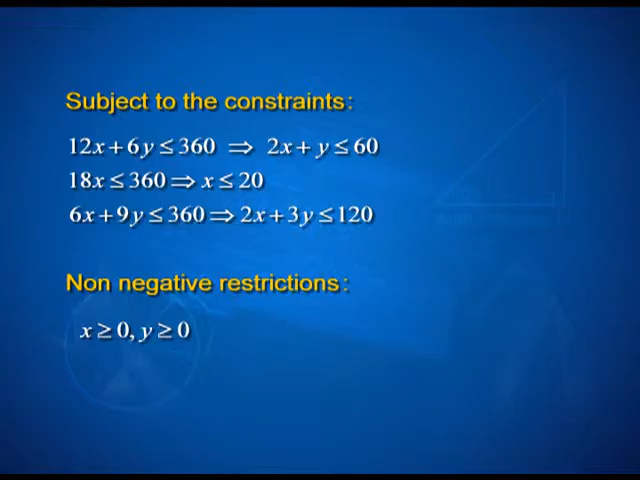 Subject to the constraints:
12x + 6y ≤ 360 ⇒ 2x + y ≤ 60
18x ≤ 360 ⇒ x ≤ 20
6x + 9y ≤ 360 ⇒ 2x + 3y ≤ 120
Non negative restrictions:
x ≥ 0, y ≥ 0